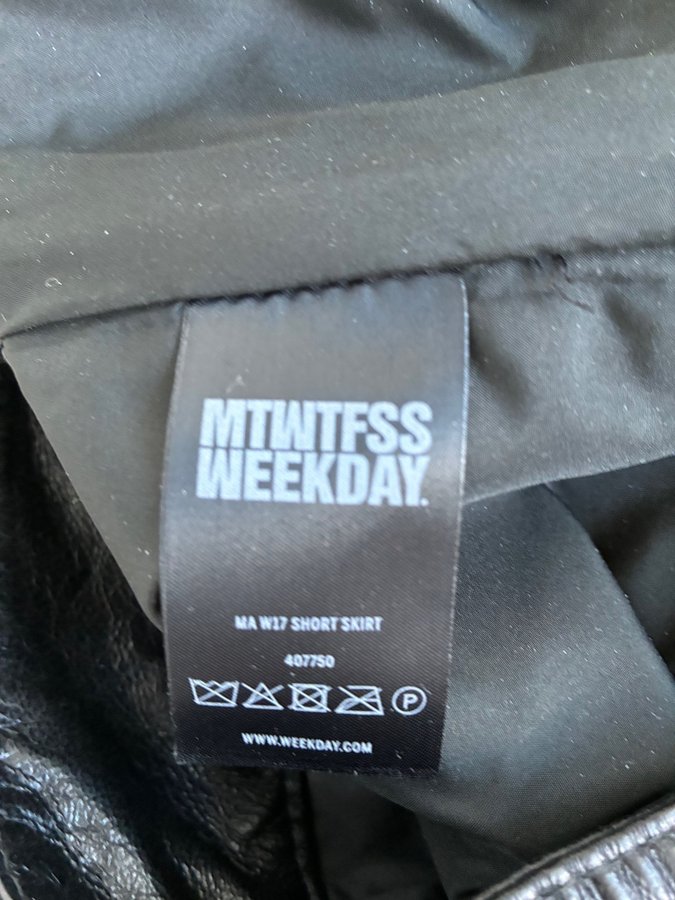 MTWTFSS
WEEKDAY.
MA W17 SHORT SKIRT
407750
P
WWW.WEEKDAY.COM